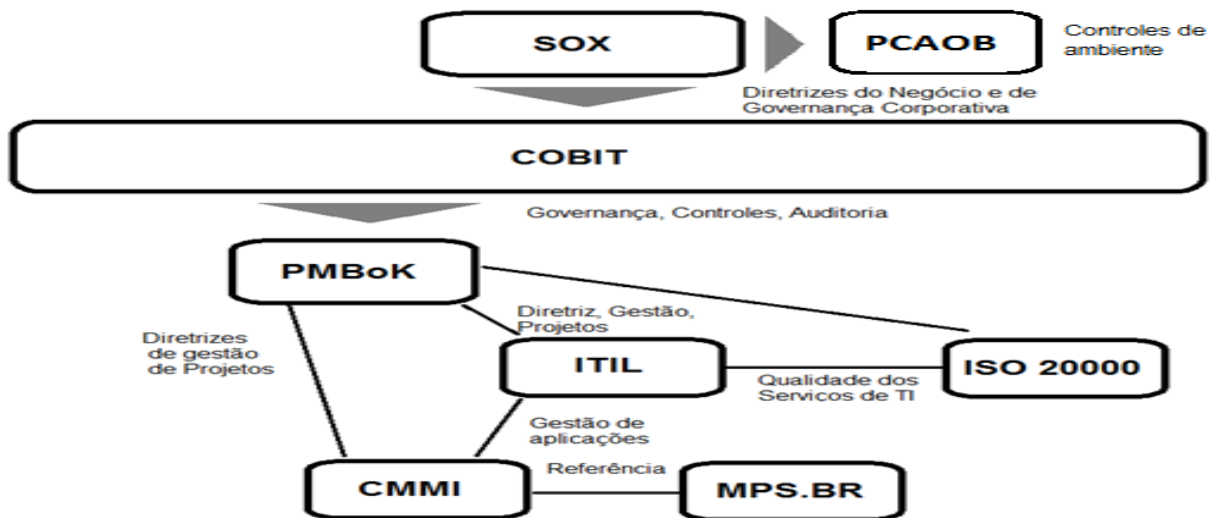 SOX
PCAOB
Controles de
ambiente
Diretrizes do Negócio e de
Governança Corporativa
COBIT
Governança, Controles, Auditoria
PMBoK
Diretrizes
de gestão
de Projetos
Diretriz, Gestão,
Projetos
ITIL
ISO 20000
Qualidade dos
Serviços de TI
Gestão de
aplicações
CMMI
Referência
MPS.BR